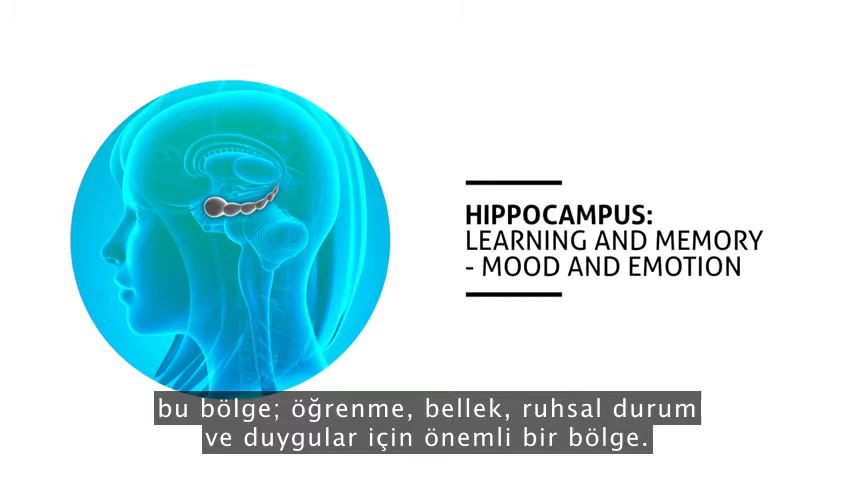 HIPPOCAMPUS:
LEARNING AND MEMORY
- MOOD AND EMOTION
bu bölge; öğrenme, bellek, ruhsal durum
ve duygular için önemli bir bölge.